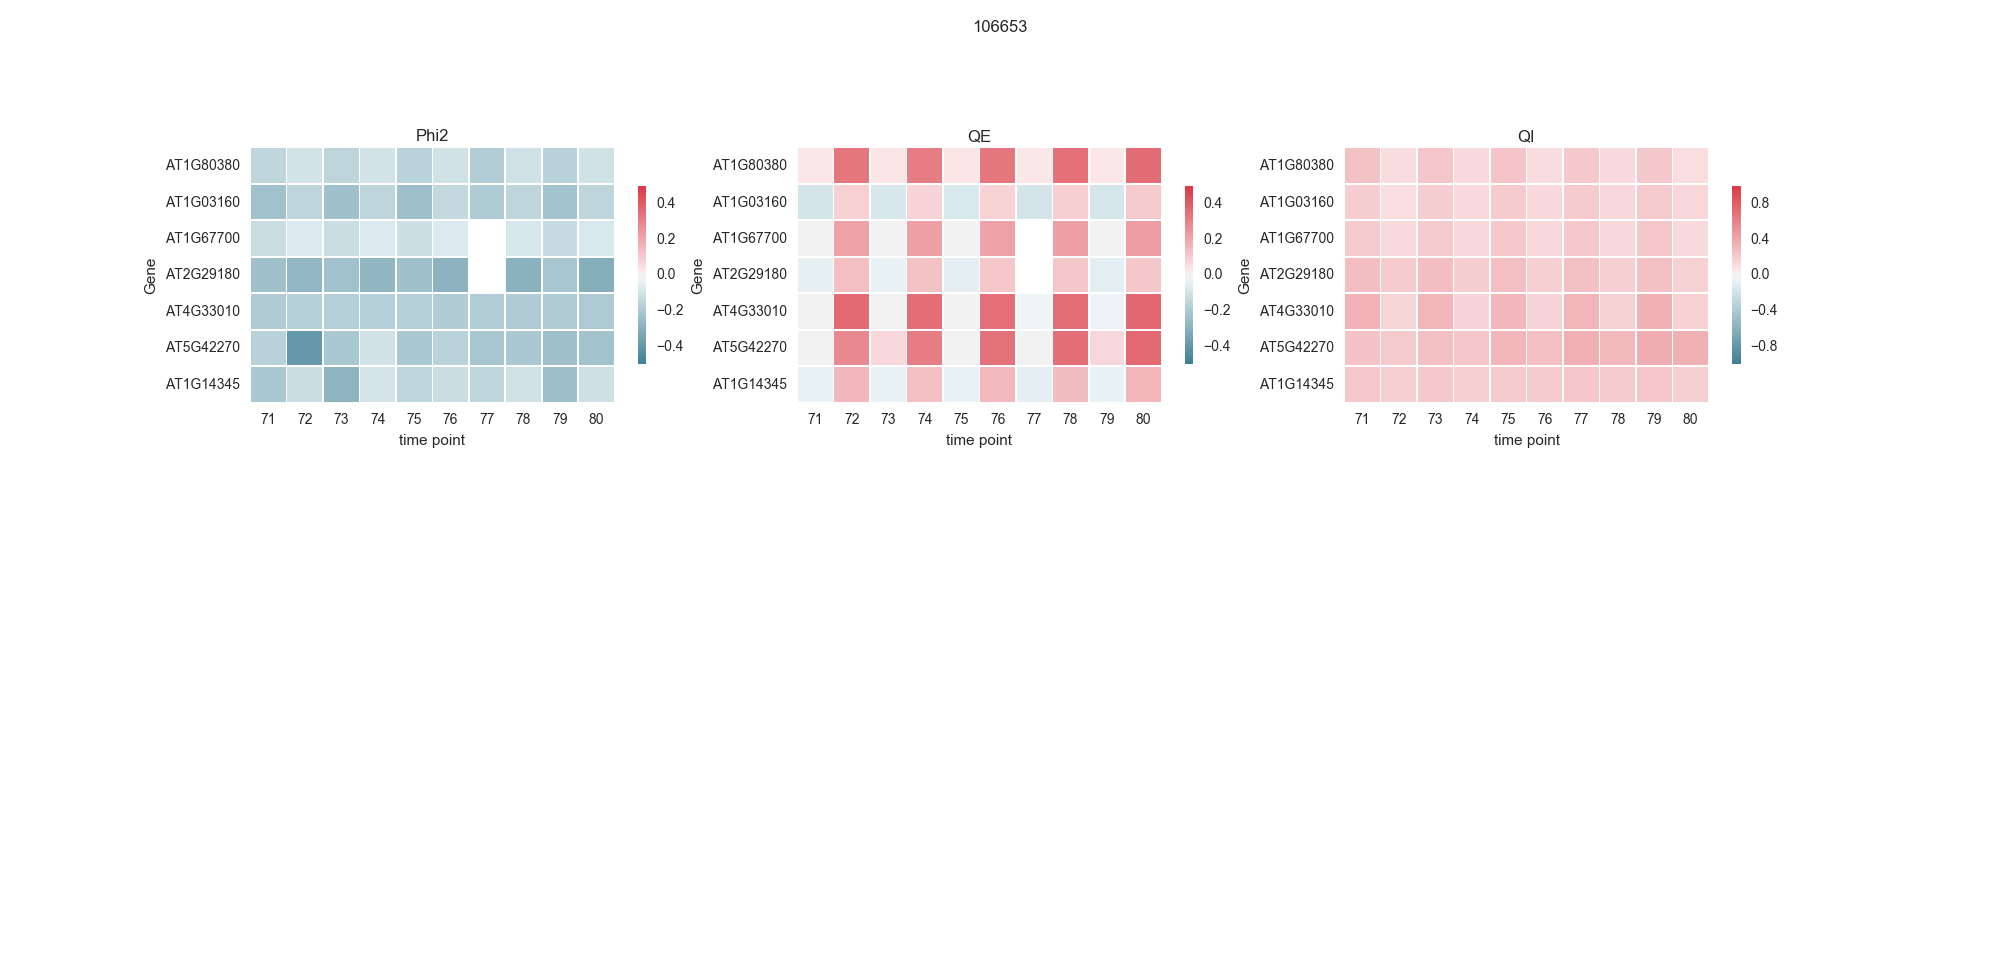 106653
Phi2
AT1G80380
AT1G03160
AT1G67700
AT2G29180
AT4G33010
AT5G42270
AT1G14345
Gene
71 72 73 74 75 76 77 78 79 80
time point
0.4
0.2
0.0
−0.2
−0.4
QE
AT1G80380
AT1G03160
AT1G67700
AT2G29180
AT4G33010
AT5G42270
AT1G14345
Gene
71 72 73 74 75 76 77 78 79 80
time point
0.4
0.2
0.0
−0.2
−0.4
QI
AT1G80380
AT1G03160
AT1G67700
AT2G29180
AT4G33010
AT5G42270
AT1G14345
Gene
71 72 73 74 75 76 77 78 79 80
time point
0.8
0.4
0.0
−0.4
−0.8